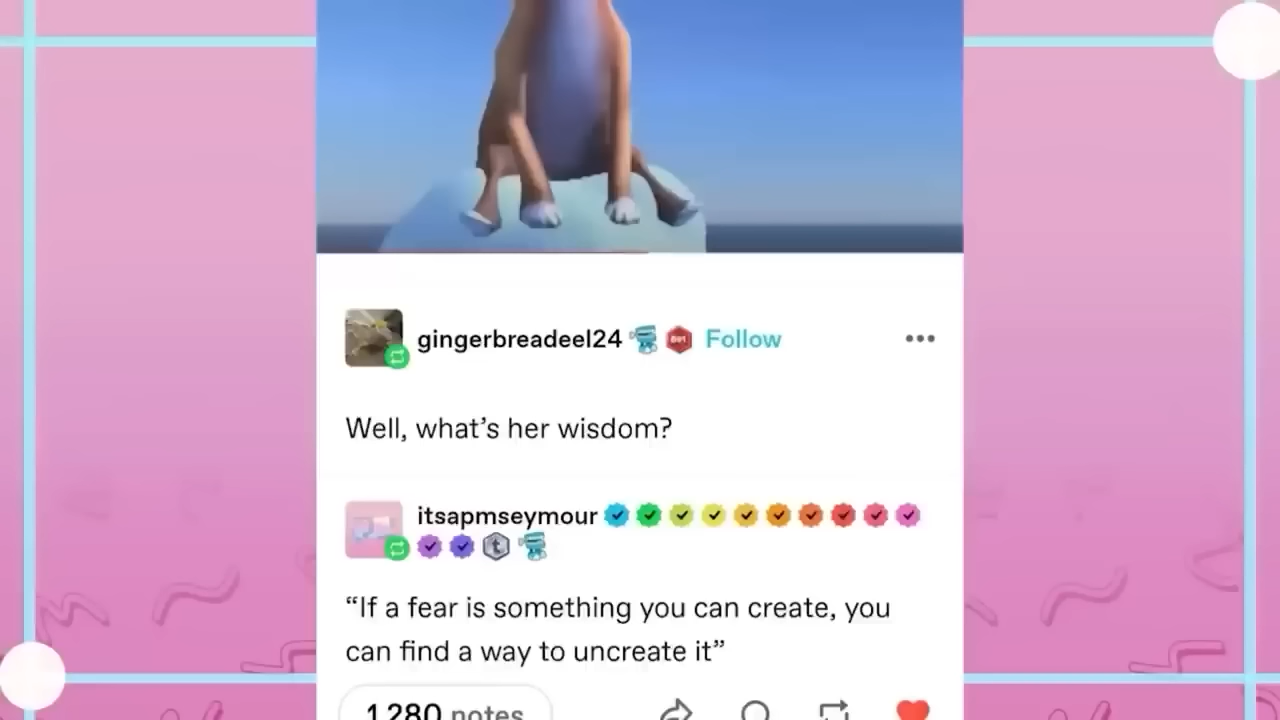 gingerbreadeel24 Follow
Well, what's her wisdom?
itsapmseymour
“If a fear is something you can create, you
can find a way to uncreate it”
1,280 notes